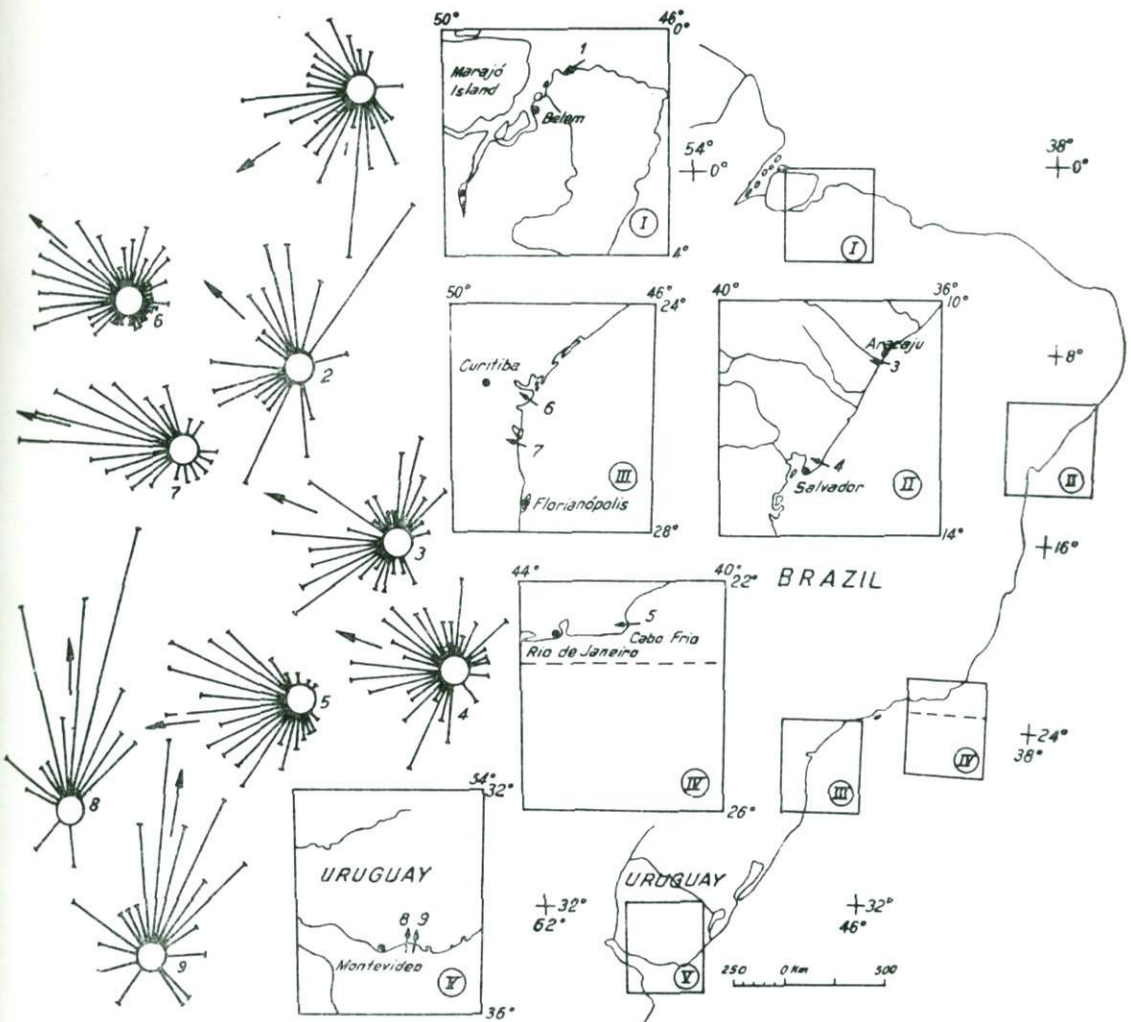 50°
46°
0°
1
Marajó
Island
Belem
4°
I
1
54°
0°
38°
0°
I
6
2
50°
46°
24°
Curitiba
6
7
III
Florianópolis
28°
40°
36°
10°
Aracaju
3
4
Salvador
II
14°
8°
II
7
3
16°
BRAZIL
44°
40°
22°
5
Cabo Frio
Rio de Janeiro
IV
26°
5
4
24°
38°
IV
III
8
54°
32°
URUGUAY
8 9
Montevideo
V
36°
32°
62°
URUGUAY
32°
46°
V
250 0 Km 500
9